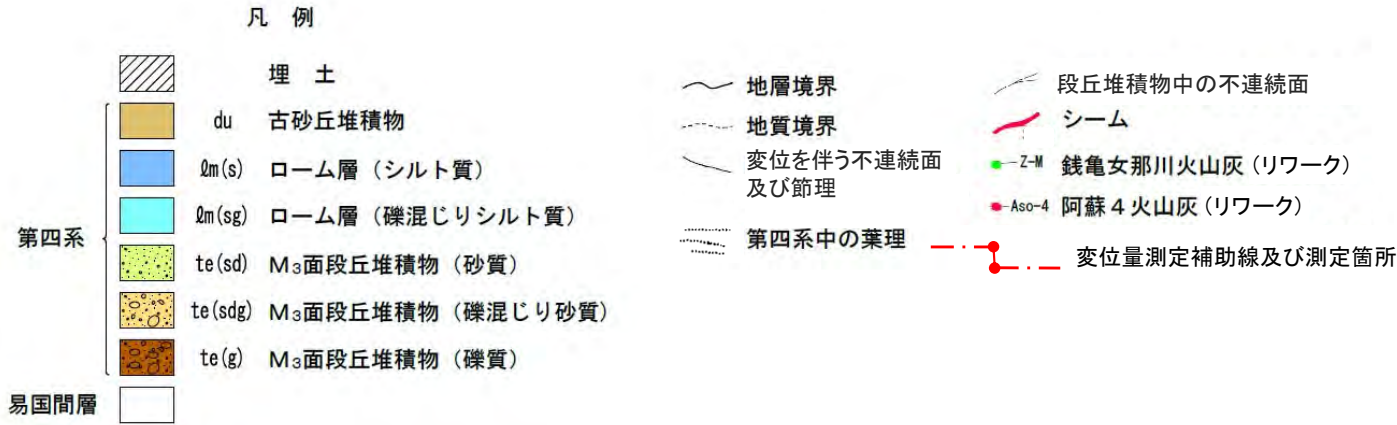 凡 例
埋 土
第四系
du 古砂丘堆積物
ℓm(s) ローム層（シルト質）
ℓm(sg) ローム層（礫混じりシルト質）
te(sd) M₃面段丘堆積物（砂質）
te(sdg) M₃面段丘堆積物（礫混じり砂質）
te(g) M₃面段丘堆積物（礫質）
易国間層
地層境界
地質境界
変位を伴う不連続面
及び節理
第四系中の葉理
段丘堆積物中の不連続面
シーム
Z-M 銭亀女那川火山灰（リワーク）
Aso-4 阿蘇４火山灰（リワーク）
変位量測定補助線及び測定箇所